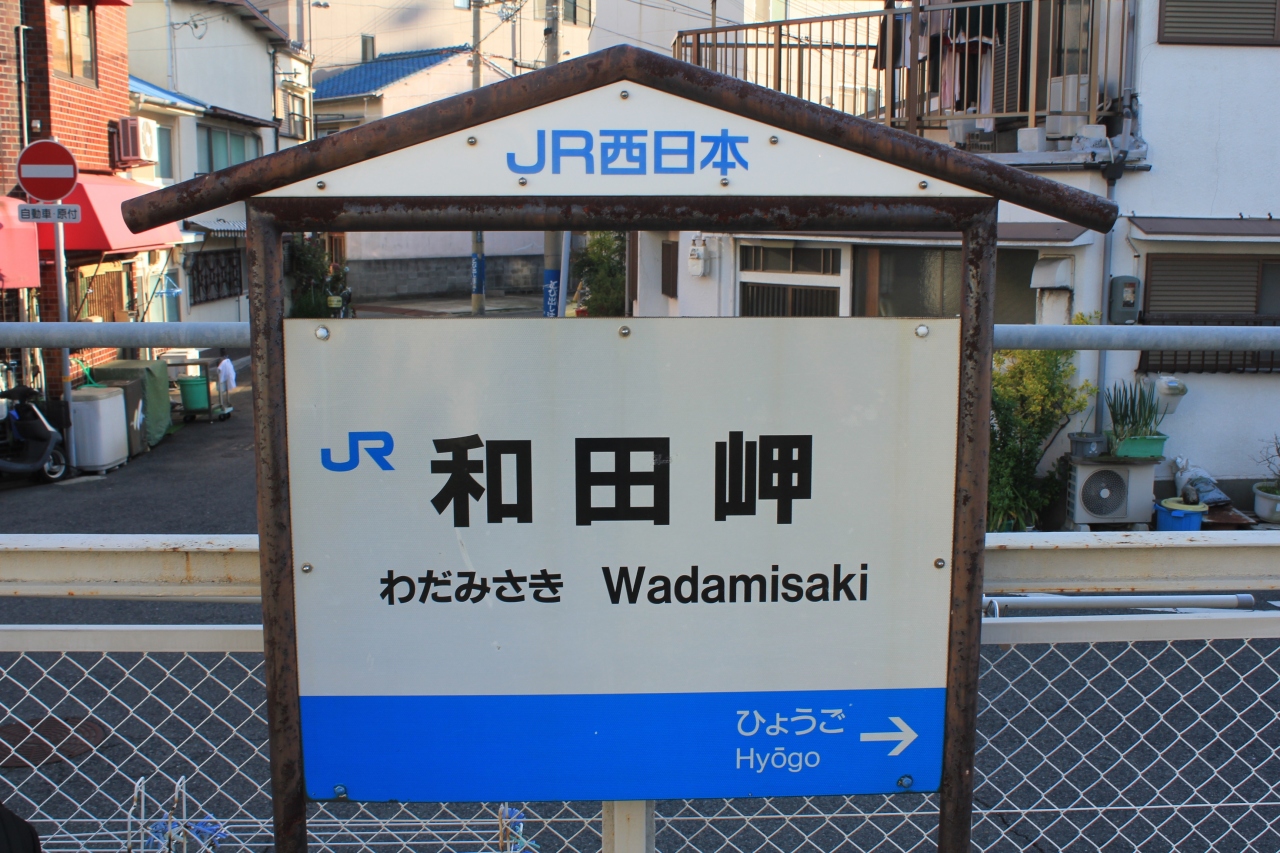 JR西日本
自動車 原付
JR 和田岬
わだみさき Wadamisaki
ひょうご →
Hyōgo